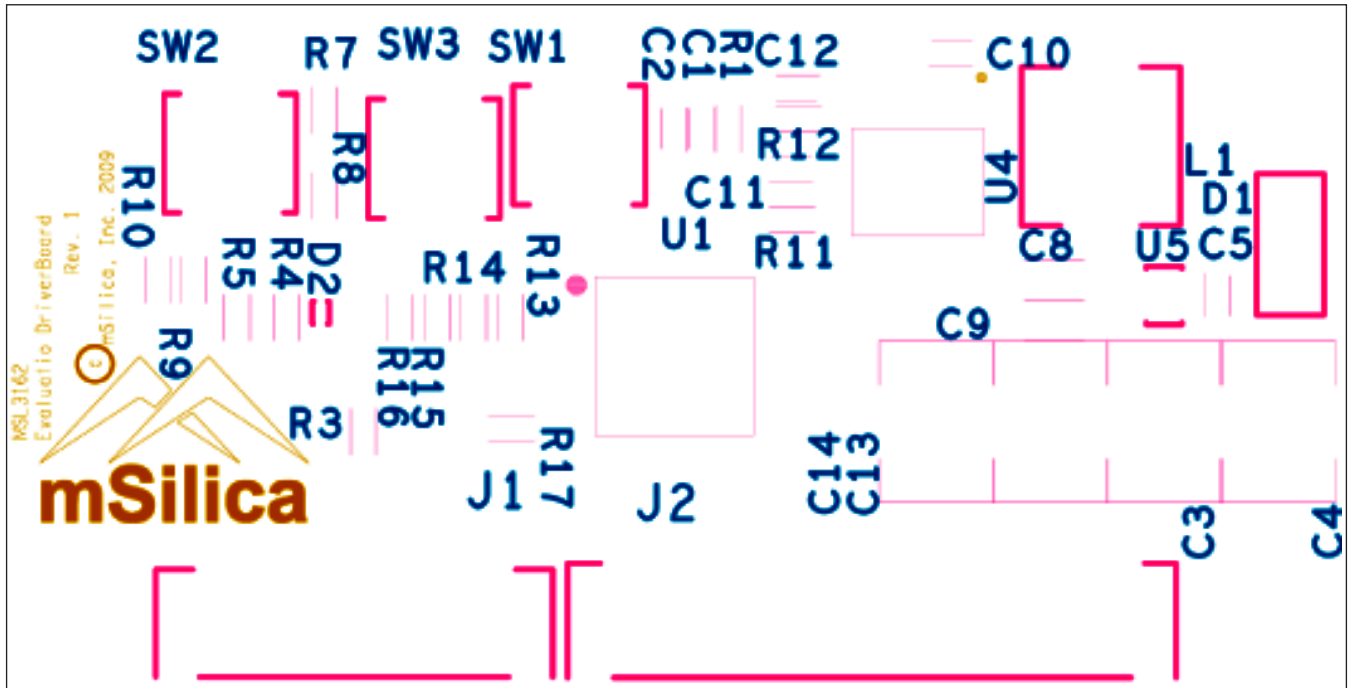 SW2
R7
SW3
SW1
C2
C1
R1
C12
C10
R8
R12
U4
L1
R10
C11
D1
U1
R11
C8
U5
C5
R5
R4
D2
R14
R13
C9
R9
R16
R15
R3
R17
J1
J2
C14
C13
C3
C4
MSL3162
Evaluatio DriverBoard
Rev. 1
c mSilica, Inc. 2009
mSilica